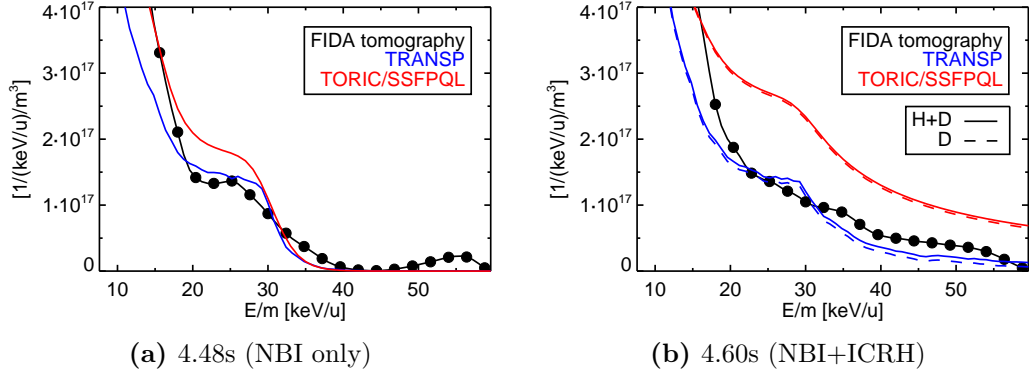 4·10¹⁷
3·10¹⁷
2·10¹⁷
1·10¹⁷
0
[1/(keV/u)/m³]
FIDA tomography
TRANSP
TORIC/SSFPQL
10 20 30 40 50
E/m [keV/u]
(a) 4.48s (NBI only)
4·10¹⁷
3·10¹⁷
2·10¹⁷
1·10¹⁷
0
[1/(keV/u)/m³]
FIDA tomography
TRANSP
TORIC/SSFPQL
H+D
D
10 20 30 40 50
E/m [keV/u]
(b) 4.60s (NBI+ICRH)